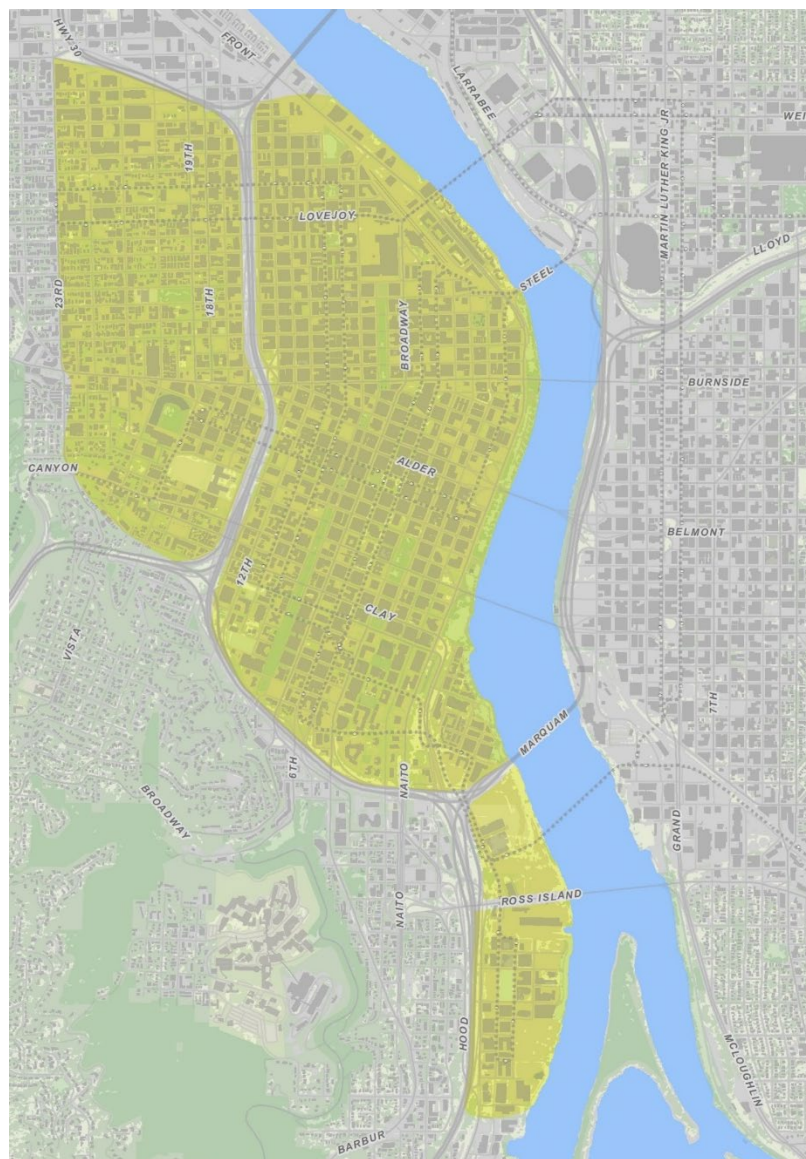 HWY 30
FRONT
LARRABEE
MARTIN LUTHER KING JR
WEI
19TH
LOVEJOY
LLOYD
STEEL
23RD
18TH
BROADWAY
BURNSIDE
CANYON
ALDER
BELMONT
12TH
CLAY
VISTA
7TH
MARQUAM
6TH
NAITO
BROADWAY
GRAND
ROSS ISLAND
NAITO
HOOD
MCLOUGHLIN
BARBUR